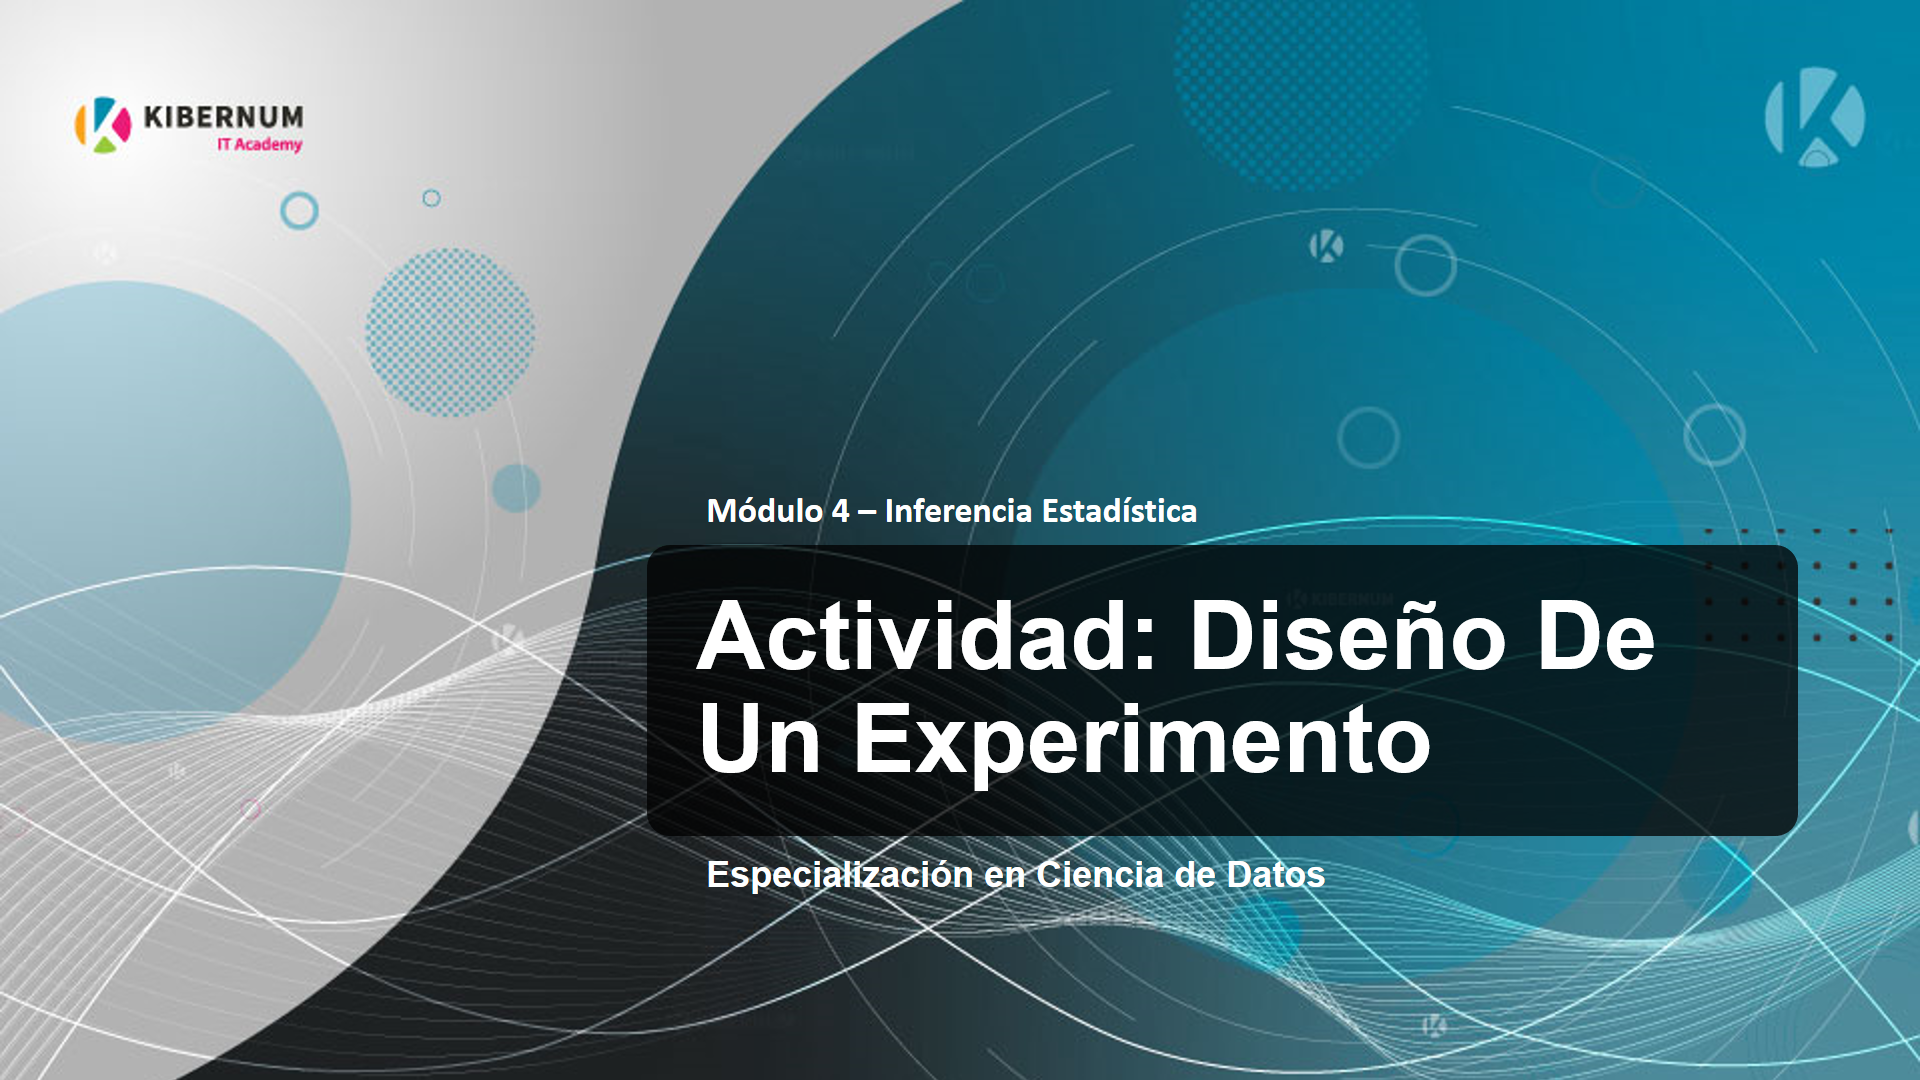 KIBERNUM
IT Academy
Módulo 4 – Inferencia Estadística
Actividad: Diseño De
Un Experimento
Especialización en Ciencia de Datos